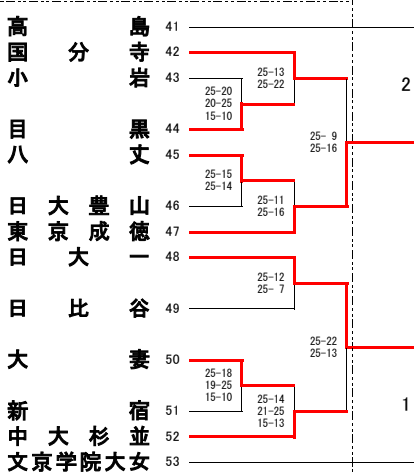 高島 41
国分寺 42
小岩 43
25-13
25-22
2
25-20
20-25
15-10
目黒 44
25- 9
25-16
八丈 45
25-15
25-14
日大豊山 46
25-11
25-16
東京成徳 47
日大一 48
25-12
25- 7
日比谷 49
25-22
25-13
大妻 50
25-18
19-25
15-10
25-14
21-25
15-13
1
新宿 51
中大杉並 52
文京学院大女 53